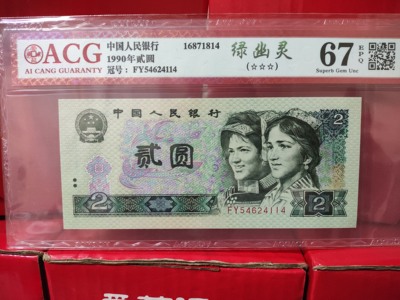 ACG
AI CANG GUARANTY
中国人民银行
1990年贰圆
冠号：FY54624114
16871814
绿幽灵
(☆☆☆)
67 EPQ
Superb Gem Unc
中国人民银行
贰圆
2
FY54624114
2